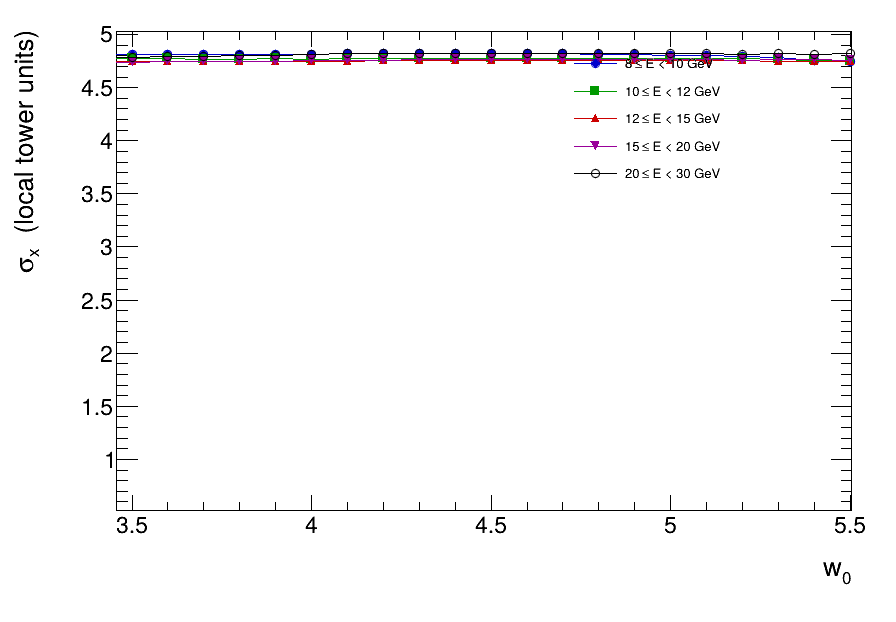 5
4.5
4
3.5
3
2.5
2
1.5
1
σx (local tower units)
8 ≤ E < 10 GeV
10 ≤ E < 12 GeV
12 ≤ E < 15 GeV
15 ≤ E < 20 GeV
20 ≤ E < 30 GeV
3.5 4 4.5 5 5.5
w0